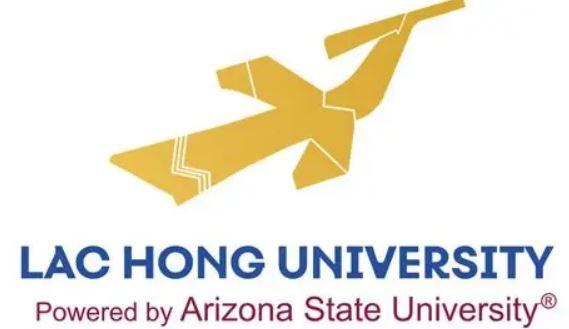 LAC HONG UNIVERSITY
Powered by Arizona State University®